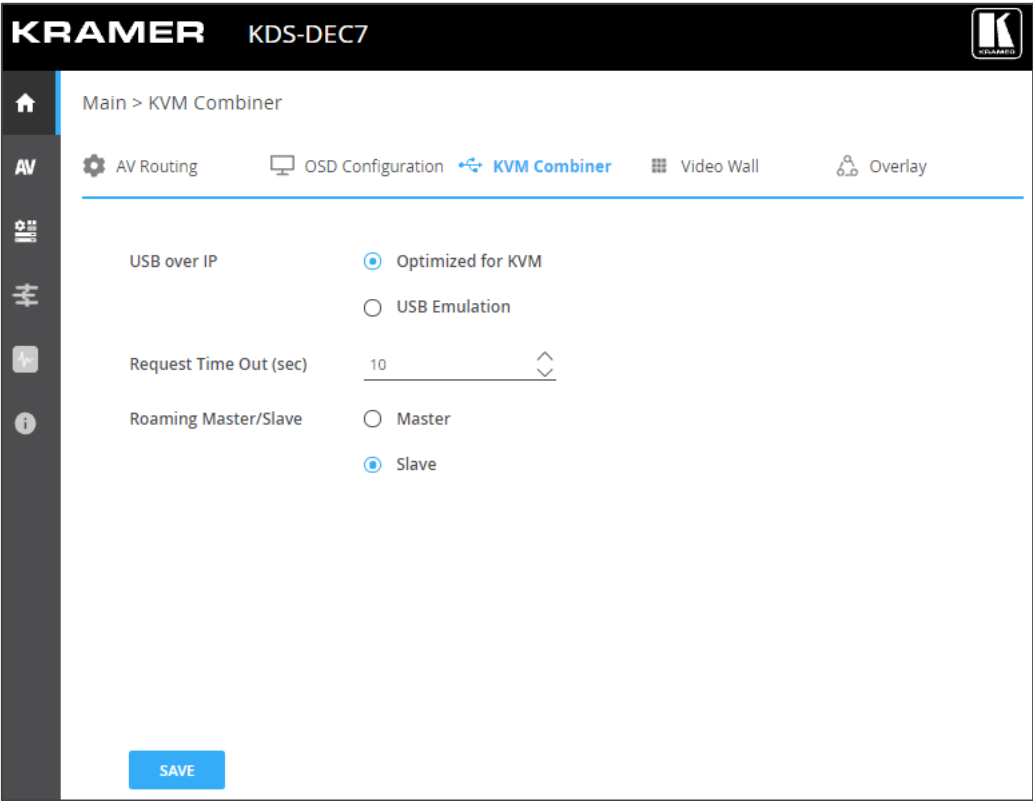 KRAMER KDS-DEC7
KRAMER
Main > KVM Combiner
AV
AV Routing OSD Configuration KVM Combiner Video Wall Overlay
USB over IP Optimized for KVM
USB Emulation
Request Time Out (sec) 10
Roaming Master/Slave Master
Slave
SAVE